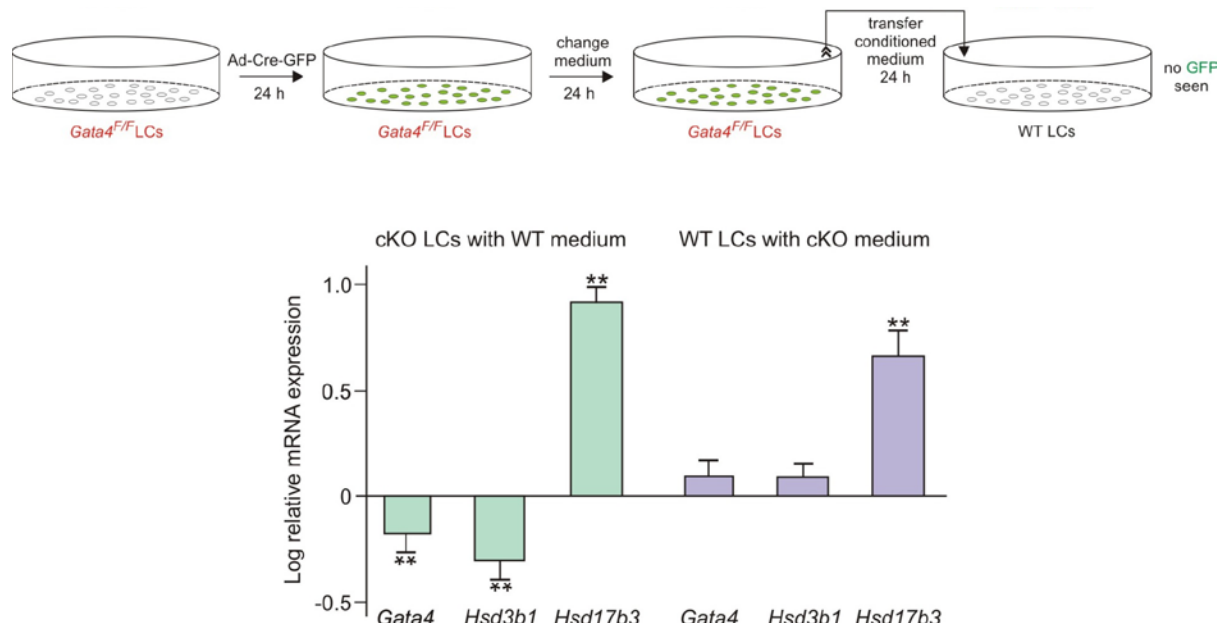 Ad-Cre-GFP
24 h
change
medium
24 h
transfer
conditioned
medium
24 h
no GFP
seen
Gata4F/F LCs
Gata4F/F LCs
Gata4F/F LCs
WT LCs
cKO LCs with WT medium
WT LCs with cKO medium
Log relative mRNA expression
1.0
0.5
0
-0.5
**
**
**
**
Gata4 Hsd3b1 Hsd17b3 Gata4 Hsd3b1 Hsd17b3